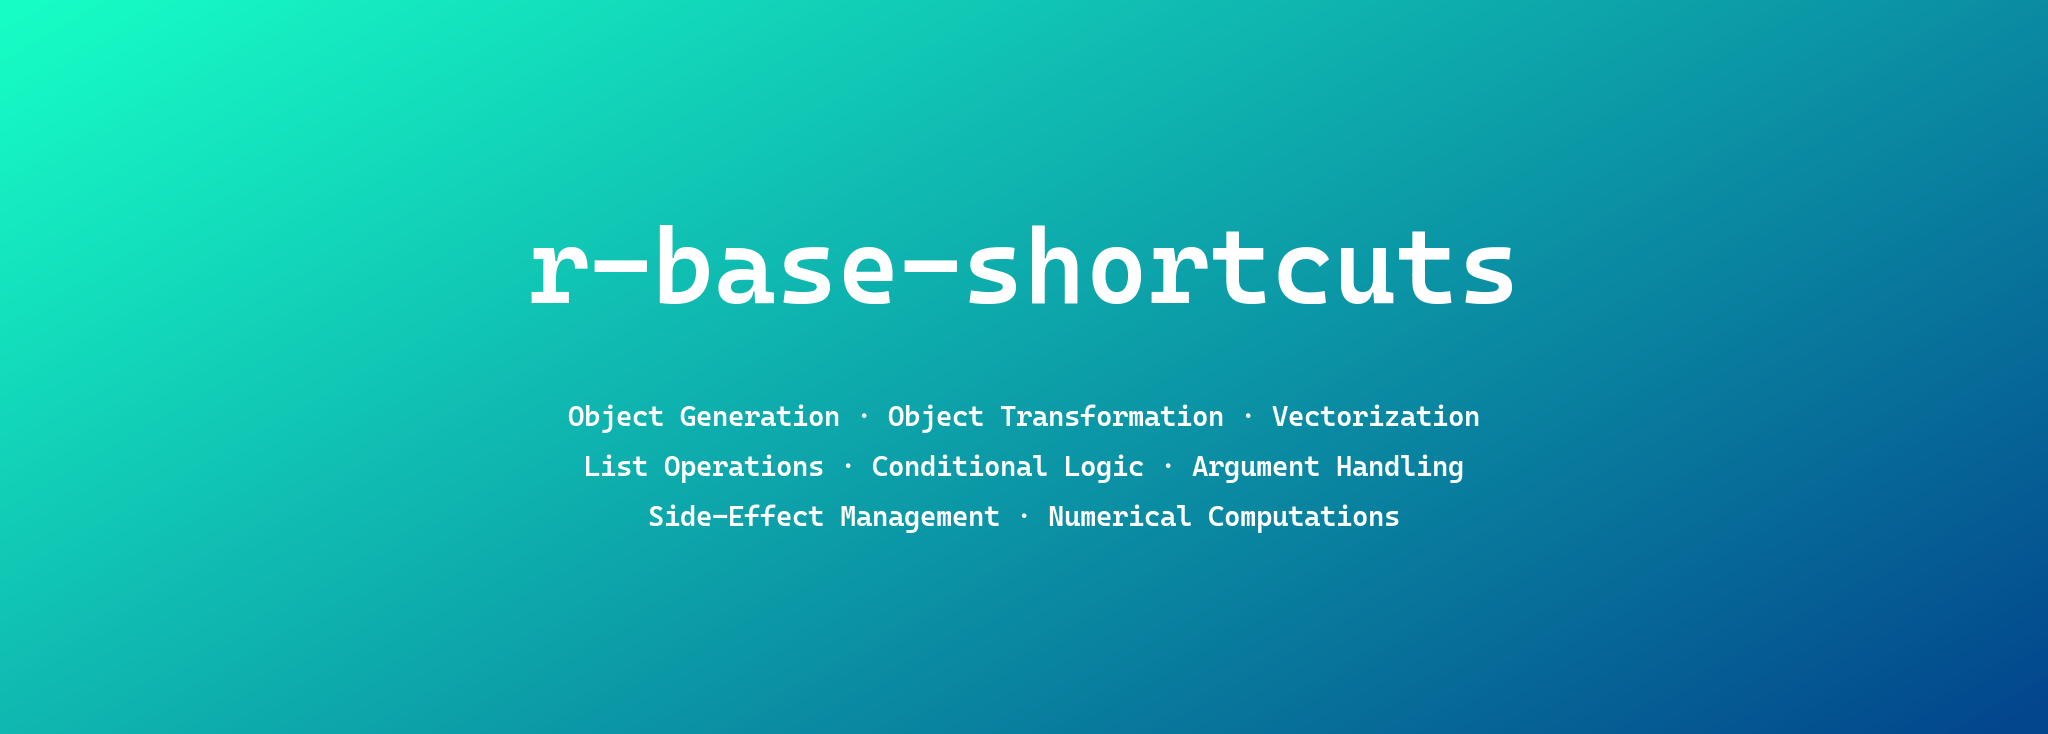 r-base-shortcuts
Object Generation · Object Transformation · Vectorization
List Operations · Conditional Logic · Argument Handling
Side-Effect Management · Numerical Computations